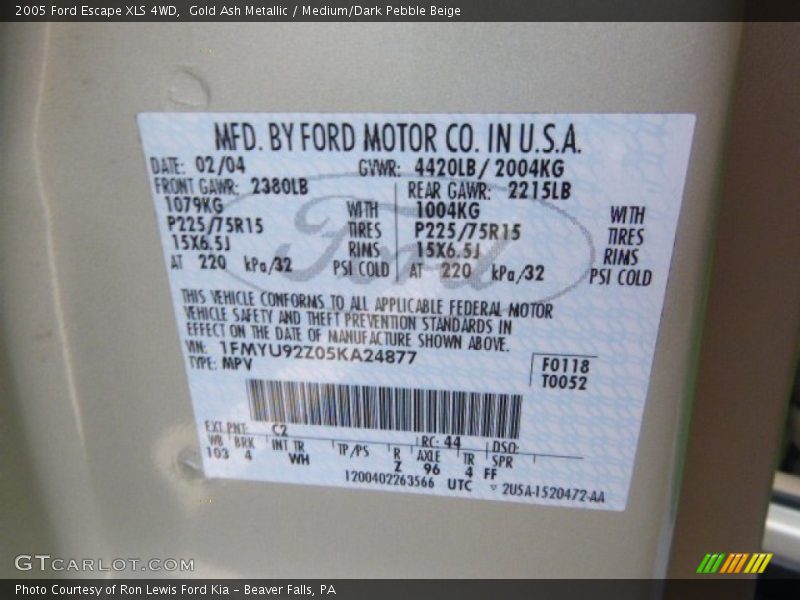 2005 Ford Escape XLS 4WD,  Gold Ash Metallic / Medium/Dark Pebble Beige
MFD. BY FORD MOTOR CO. IN U.S.A.
DATE: 02/04 GVWR: 4420LB/ 2004KG
FRONT GAWR: 2380LB REAR GAWR: 2215LB
1079KG WITH 1004KG WITH
P225/75R15 TIRES P225/75R15 TIRES
15X6.5J RIMS 15X6.5J RIMS
AT 220 kPa/32 PSI COLD AT 220 kPa/32 PSI COLD
Ford
THIS VEHICLE CONFORMS TO ALL APPLICABLE FEDERAL MOTOR
VEHICLE SAFETY AND THEFT PREVENTION STANDARDS IN
EFFECT ON THE DATE OF MANUFACTURE SHOWN ABOVE.
VIN: 1FMYU92Z05KA24877
TYPE: MPV
F0118
T0052
EXT PNT: C2 RC: 44 DSO:
WB BRK INT TR TP/PS R AXLE TR SPR
103 4 WH Z 96 4 FF
1200402263566 UTC ▽ 2U5A-1520472-AA
GTCARLOT.COM
Photo Courtesy of Ron Lewis Ford Kia – Beaver Falls, PA